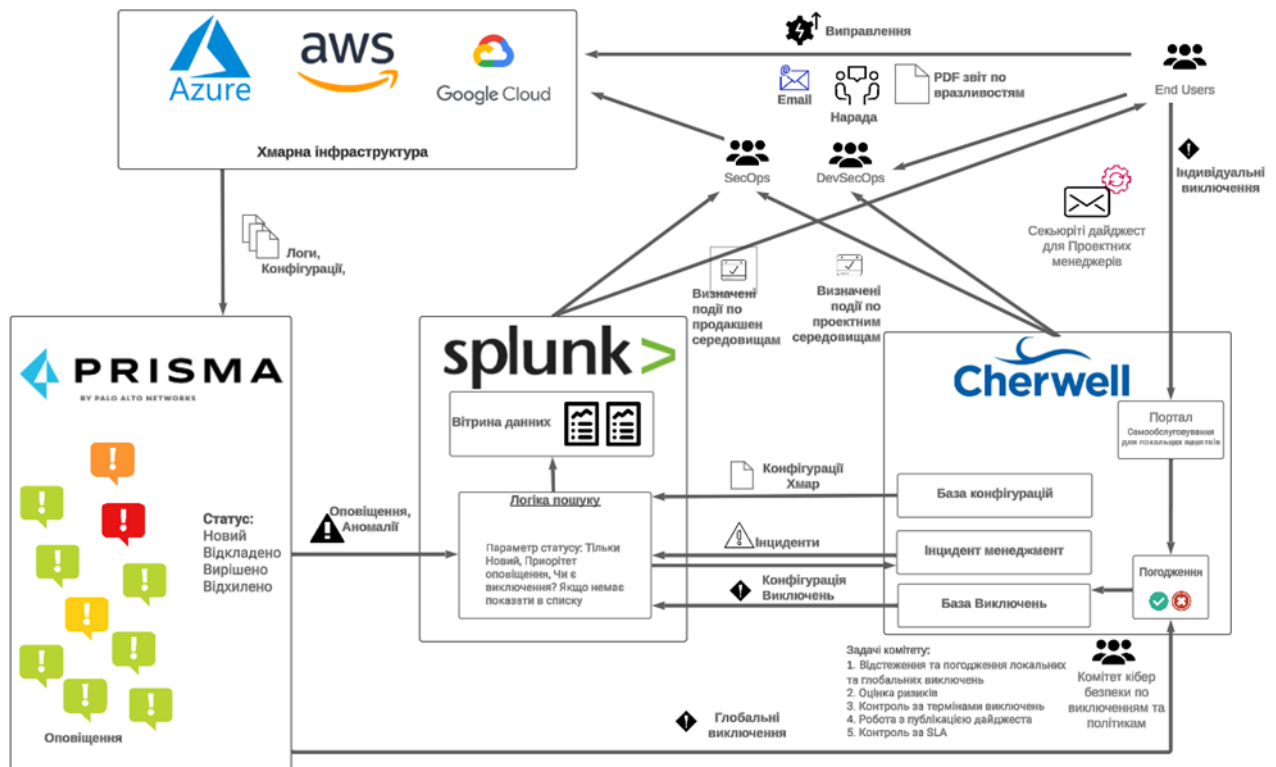 Azure
aws
Google Cloud
Хмарна інфраструктура
Виправлення
Email
Нарада
PDF звіт по
вразливостям
End Users
SecOps
DevSecOps
Індивідуальні
виключення
Секьюріті дайджест
для Проектних
менеджерів
Логи,
Конфігурації,
Визначені
події по
продакшен
середовищам
Визначені
події по
проектним
середовищам
PRISMA
BY PALO ALTO NETWORKS
Статус:
Новий
Відкладено
Вирішено
Відхилено
Оповіщення
Оповіщення,
Аномалії
splunk>
Вітрина данних
Логіка пошуку
Параметр статусу: Тільки
Новий, Приорітет
оповіщення, Чи є
виключення? Якщо немає
показати в списку
Конфігурації
Хмар
Інциденти
Конфігурація
Виключень
Cherwell
Портал
Самообслуговування
для локальних винятків
База конфігурацій
Інцидент менеджмент
База Виключень
Погодження
Задачі комітету:
1. Відстеження та погодження локальних
та глобальних виключень
2. Оцінка ризиків
3. Контроль за термінами виключень
4. Робота з публікацією дайджеста
5. Контроль за SLA
Комітет кібер
безпеки по
виключенням та
політикам
Глобальні
виключення